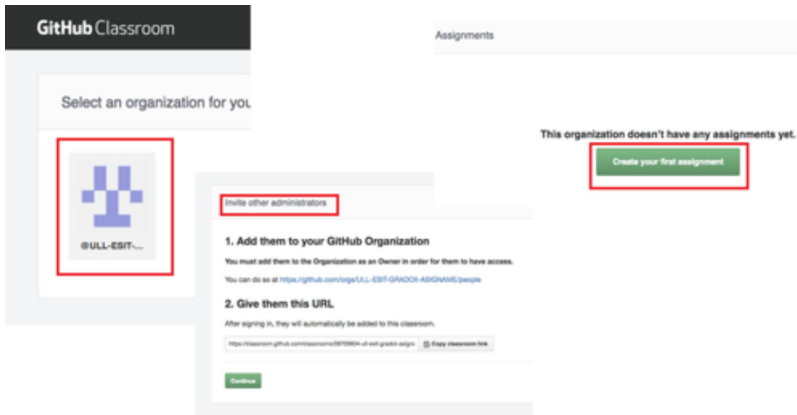 GitHub Classroom
Select an organization for you
@ULL-ESIT-...
Invite other administrators
1. Add them to your GitHub Organization
You must add them to the Organization as an Owner in order for them to have access.
You can do so at https://github.com/orgs/ULL-ESIT-GRADOII-ASIGNAME/people
2. Give them this URL
After signing in, they will automatically be added to this classroom.
Copy classroom link
Continue
Assignments
This organization doesn't have any assignments yet.
Create your first assignment